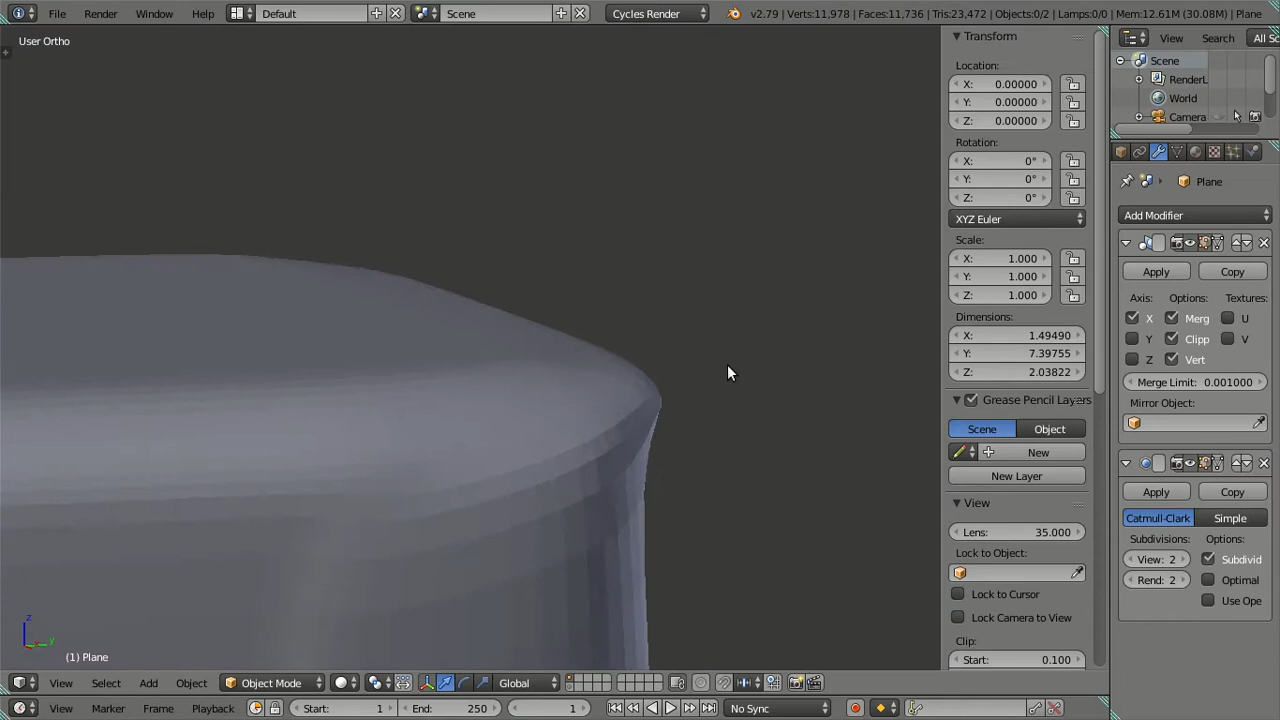 File Render Window Help Default Scene Cycles Render v2.79 | Verts:11,978 | Faces:11,736 | Tris:23,472 | Objects:0/2 | Lamps:0/0 | Mem:12.61M (30.08M) | Plane
User Ortho
Transform
View Search All Sc
Scene
Location:
RenderL
X: 0.00000
World
Y: 0.00000
Camera
Z: 0.00000
Rotation:
X: 0°
Y: 0°
Plane
Z: 0°
XYZ Euler
Add Modifier
Scale:
X: 1.000
Apply Copy
Y: 1.000
Z: 1.000
Axis: Options: Textures:
Dimensions:
X Merg U
X: 1.49490
Y Clipp V
Y: 7.39755
Z Vert
Z: 2.03822
Merge Limit: 0.001000
Grease Pencil Layers
Mirror Object:
Scene Object
New
New Layer
Apply Copy
View
Catmull-Clark Simple
Lens: 35.000
Subdivisions: Options:
Lock to Object:
View: 2 Subdivid
Rend: 2 Optimal
Lock to Cursor
Use Ope
Lock Camera to View
Clip:
Start: 0.100
z
y
(1) Plane
View Select Add Object Object Mode Global
View Marker Frame Playback Start: 1 End: 250 1 No Sync